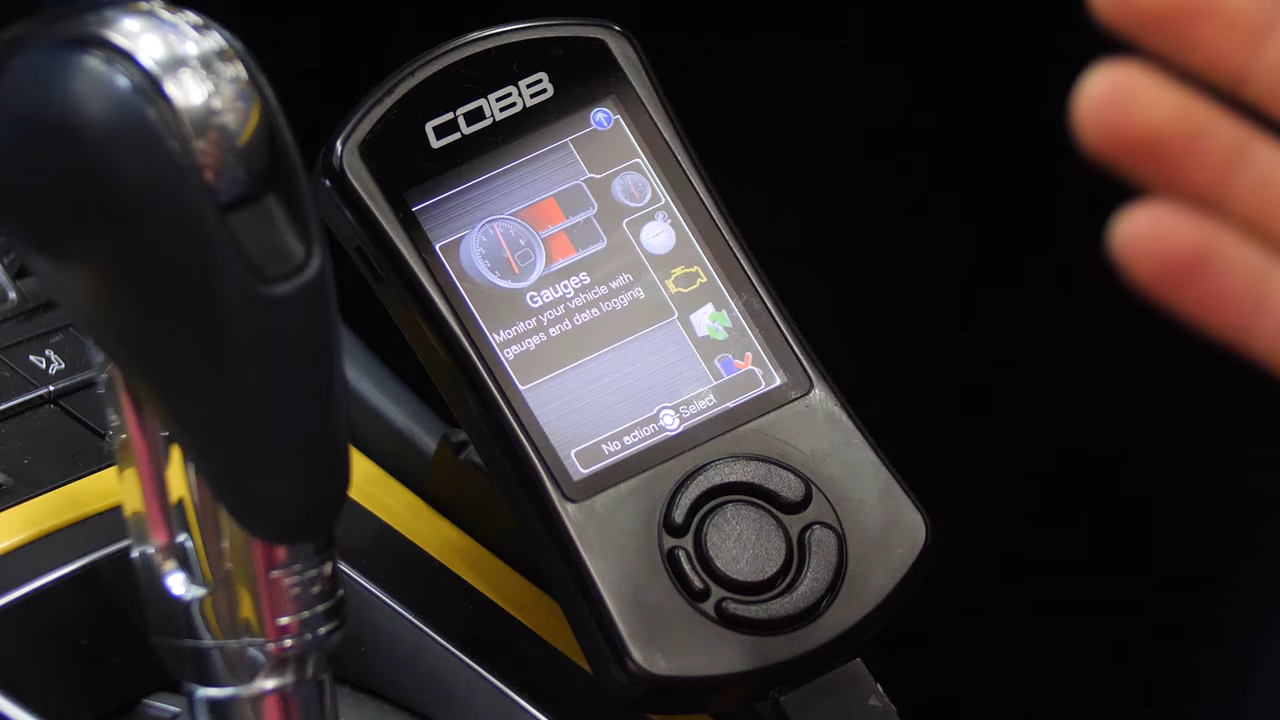 COBB
Gauges
Monitor your vehicle with
gauges and data logging
No action
Select